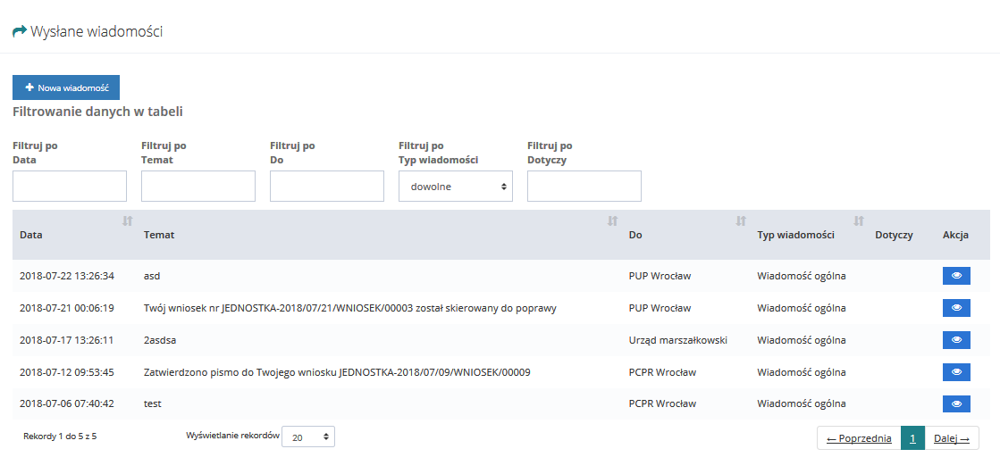 Wysłane wiadomości
Nowa wiadomość
Filtrowanie danych w tabeli
Filtruj po Data Filtruj po Temat Filtruj po Do Filtruj po Typ wiadomości Filtruj po Dotyczy
dowolne
Data Temat Do Typ wiadomości Dotyczy Akcja
2018-07-22 13:26:34 asd PUP Wrocław Wiadomość ogólna
2018-07-21 00:06:19 Twój wniosek nr JEDNOSTKA-2018/07/21/WNIOSEK/00003 został skierowany do poprawy PUP Wrocław Wiadomość ogólna
2018-07-17 13:26:11 2asdsa Urząd marszałkowski Wiadomość ogólna
2018-07-12 09:53:45 Zatwierdzono pismo do Twojego wniosku JEDNOSTKA-2018/07/09/WNIOSEK/00009 PCPR Wrocław Wiadomość ogólna
2018-07-06 07:40:42 test PCPR Wrocław Wiadomość ogólna
Rekordy 1 do 5 z 5 Wyświetlanie rekordów 20 ← Poprzednia 1 Dalej →